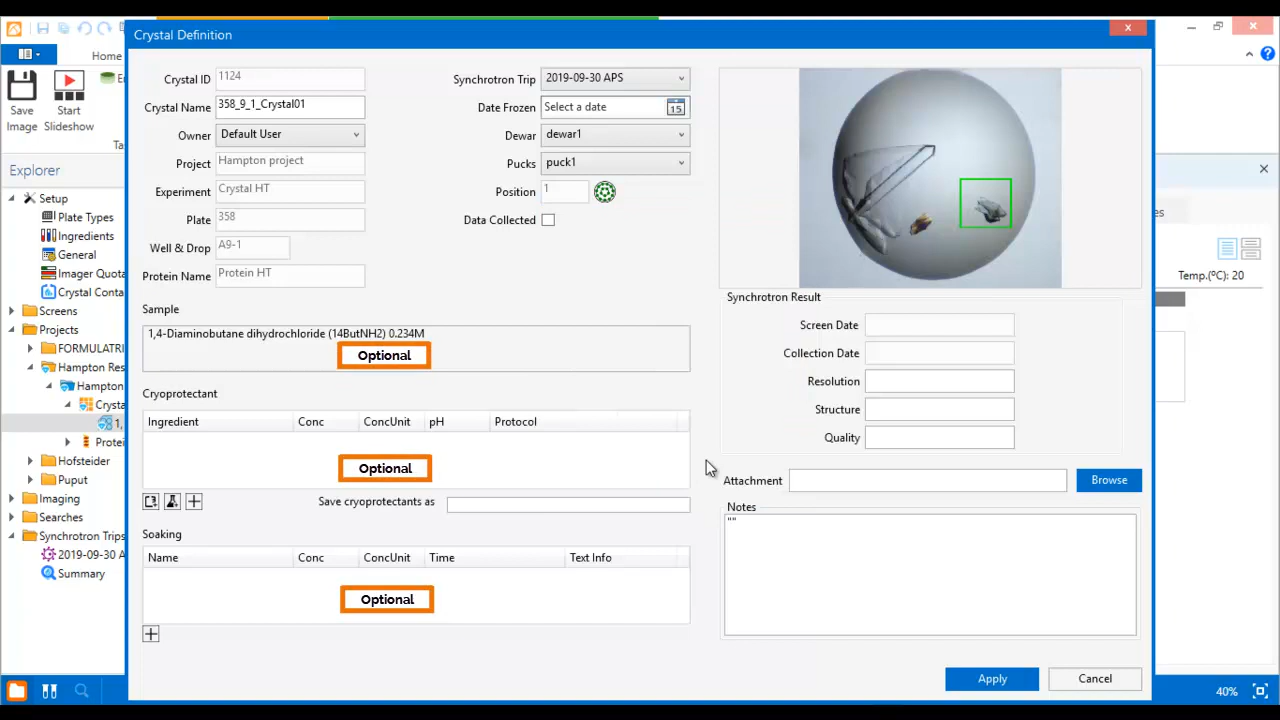 Crystal Definition
x
Home
Save
Image
Start
Slideshow
Explorer
Setup
Plate Types
Ingredients
General
Imager Quota
Crystal Conta
Screens
Projects
FORMULATRI
Hampton Res
Hampton
Crysta
1,
Protei
Hofsteider
Puput
Imaging
Searches
Synchrotron Trips
2019-09-30 A
Summary
Crystal ID 1124
Crystal Name 358_9_1_Crystal01
Owner Default User
Project Hampton project
Experiment Crystal HT
Plate 358
Well & Drop A9-1
Protein Name Protein HT
Synchrotron Trip 2019-09-30 APS
Date Frozen Select a date 15
Dewar dewar1
Pucks puck1
Position 1
Data Collected
Sample
1,4-Diaminobutane dihydrochloride (14ButNH2) 0.234M
Optional
Cryoprotectant
Ingredient Conc ConcUnit pH Protocol
Optional
Save cryoprotectants as
Soaking
Name Conc ConcUnit Time Text Info
Optional
Synchrotron Result
Screen Date
Collection Date
Resolution
Structure
Quality
Attachment Browse
Notes
""
Apply Cancel
es
Temp.(ºC): 20
40%